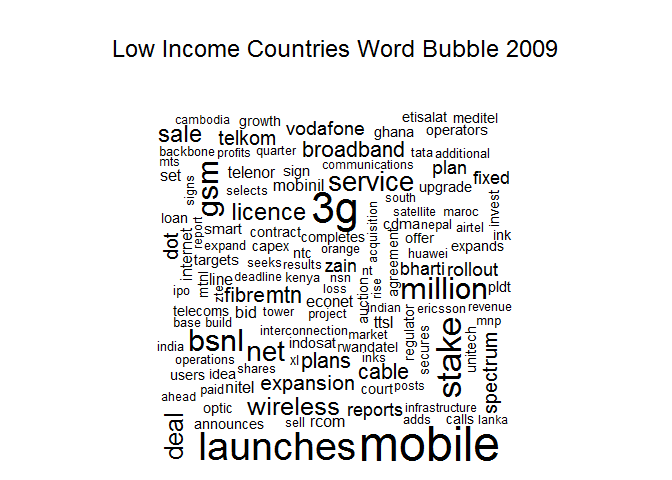 Low Income Countries Word Bubble 2009
cambodia growth etisalat meditel
sale telkom vodafone ghana operators
backbone profits quarter broadband tata additional
mts communications
set signs gsm telenor sign plan fixed
selects mobinil service upgrade invest
loan licence 3g south satellite maroc
dot internet report smart contract completes acquisition cdma nepal airtel
expand capex ntc orange offer expands ink
targets seeks results zain nt agreement huawei
mtnl line deadline kenya nsn rise bharti rollout
ipo zte fibre mtn loss auction million pldt
telecoms bid tower econet project indian ericsson revenue
base build interconnection ttsl regulator mnp
india bsnl net indosat market rwandatel secures stake unitech spectrum
operations xl plans inks
users idea shares cable
ahead paid nitel expansion court posts
optic wireless reports infrastructure
deal announces sell rcom adds calls lanka
launches mobile